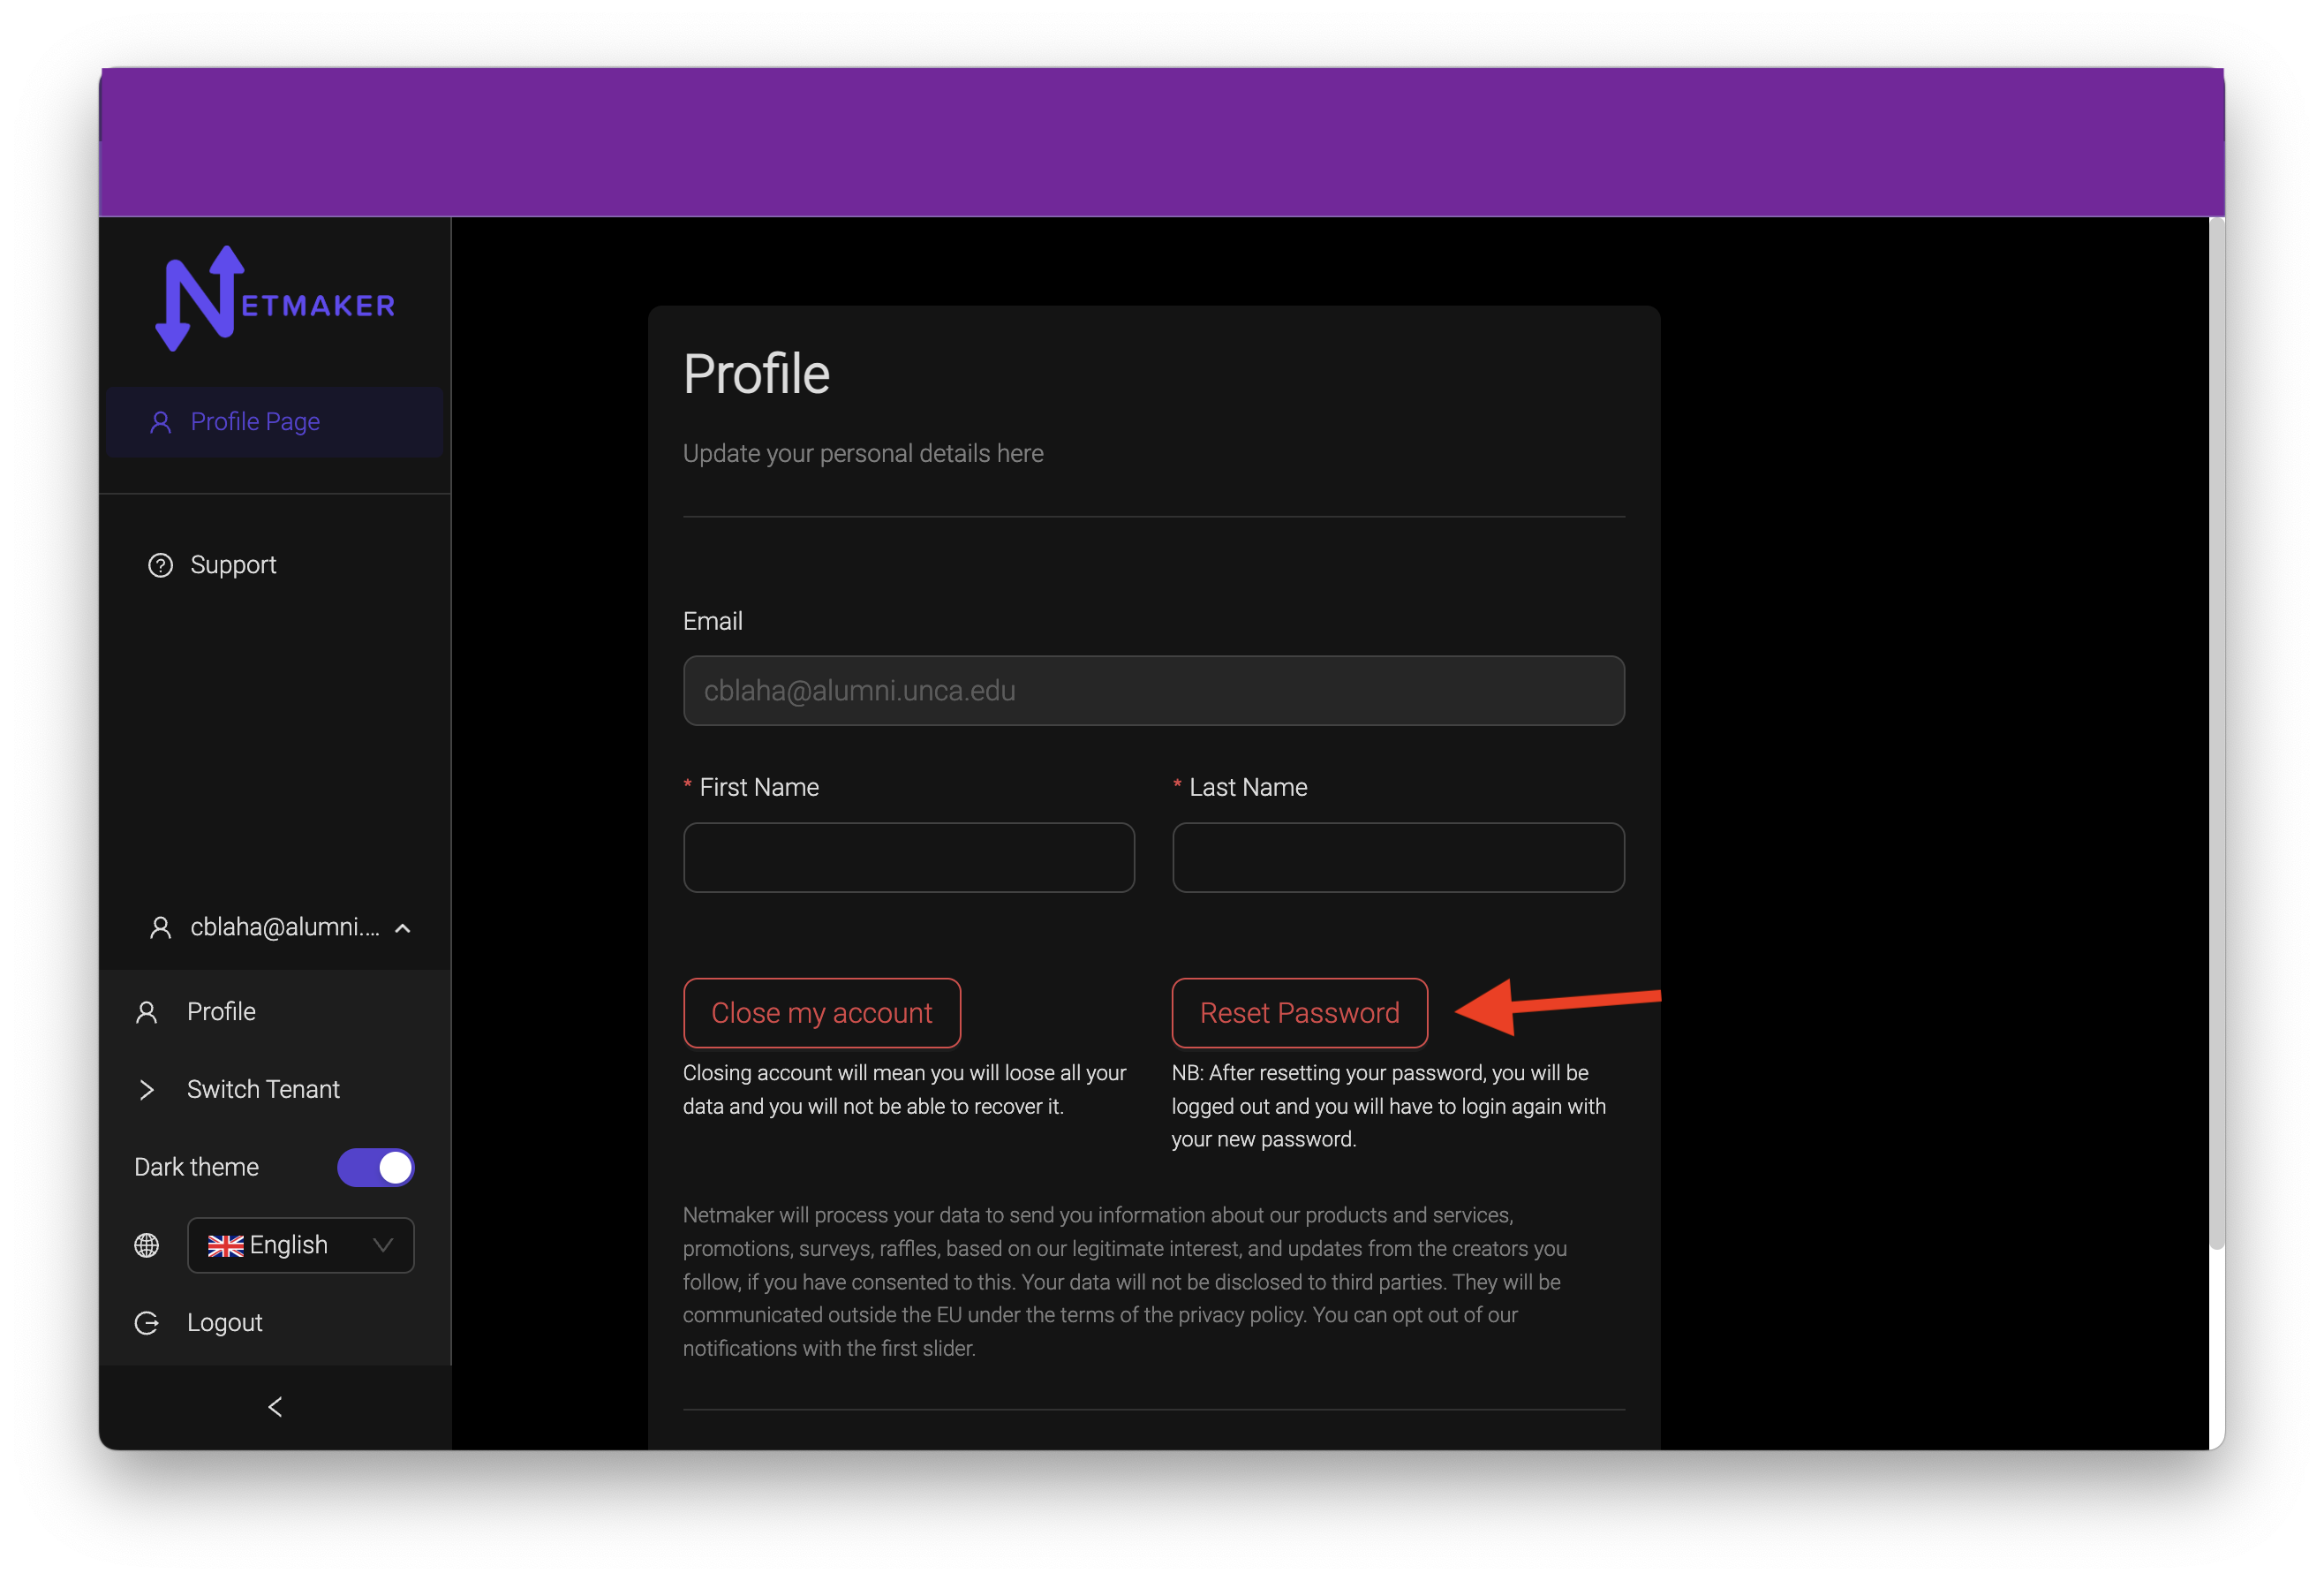 NETMAKER
Profile Page
Support
cblaha@alumni....
Profile
Switch Tenant
Dark theme
English
Logout
Profile
Update your personal details here
Email
cblaha@alumni.unca.edu
* First Name
* Last Name
Close my account
Closing account will mean you will loose all your
data and you will not be able to recover it.
Reset Password
NB: After resetting your password, you will be
logged out and you will have to login again with
your new password.
Netmaker will process your data to send you information about our products and services,
promotions, surveys, raffles, based on our legitimate interest, and updates from the creators you
follow, if you have consented to this. Your data will not be disclosed to third parties. They will be
communicated outside the EU under the terms of the privacy policy. You can opt out of our
notifications with the first slider.